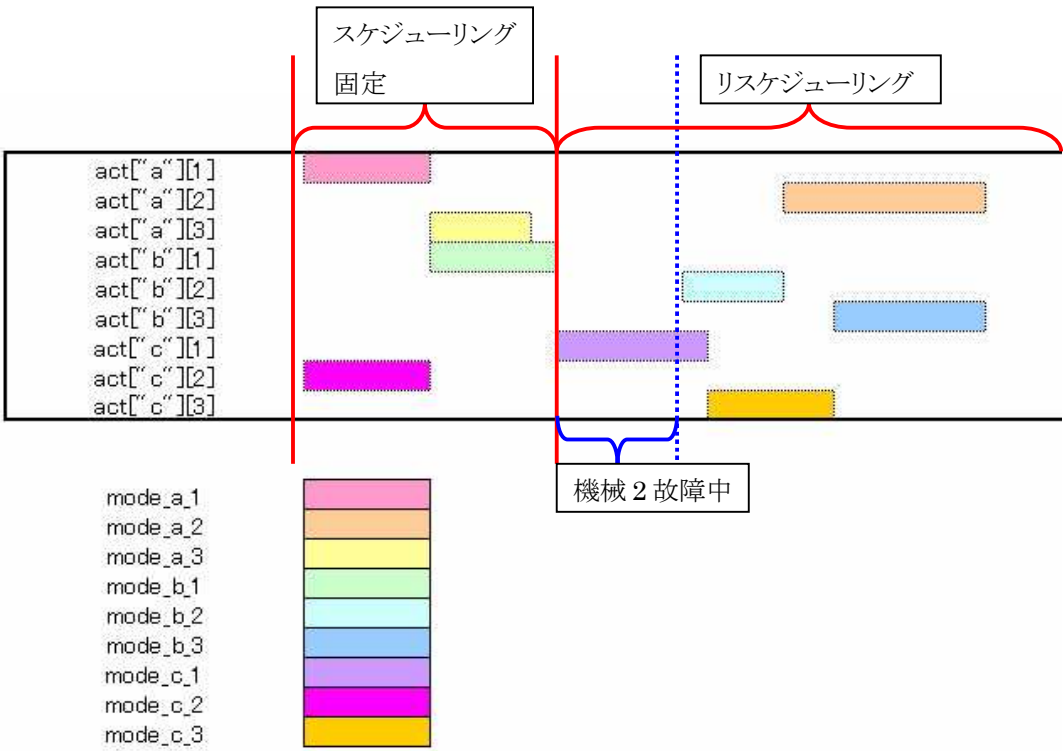 スケジューリング
固定
リスケジューリング
act["a"][1]
act["a"][2]
act["a"][3]
act["b"][1]
act["b"][2]
act["b"][3]
act["c"][1]
act["c"][2]
act["c"][3]
機械2故障中
mode_a_1
mode_a_2
mode_a_3
mode_b_1
mode_b_2
mode_b_3
mode_c_1
mode_c_2
mode_c_3